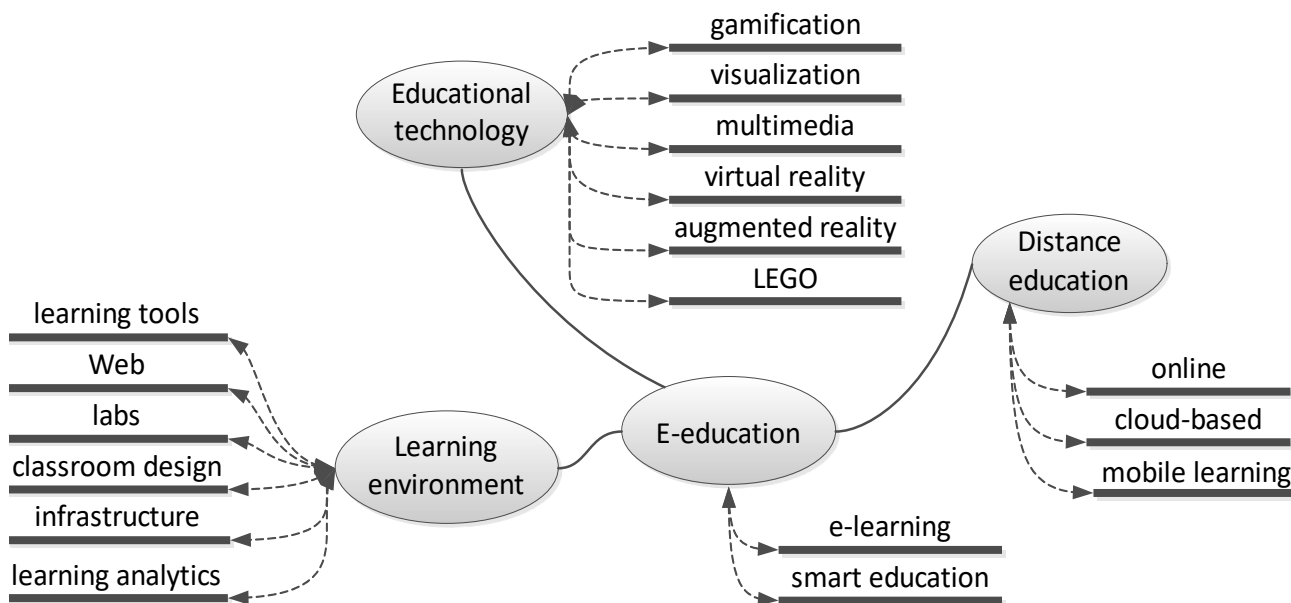 gamification
visualization
Educational
technology
multimedia
virtual reality
augmented reality
LEGO
Distance
education
online
cloud-based
mobile learning
learning tools
Web
labs
classroom design
infrastructure
learning analytics
Learning
environment
E-education
e-learning
smart education